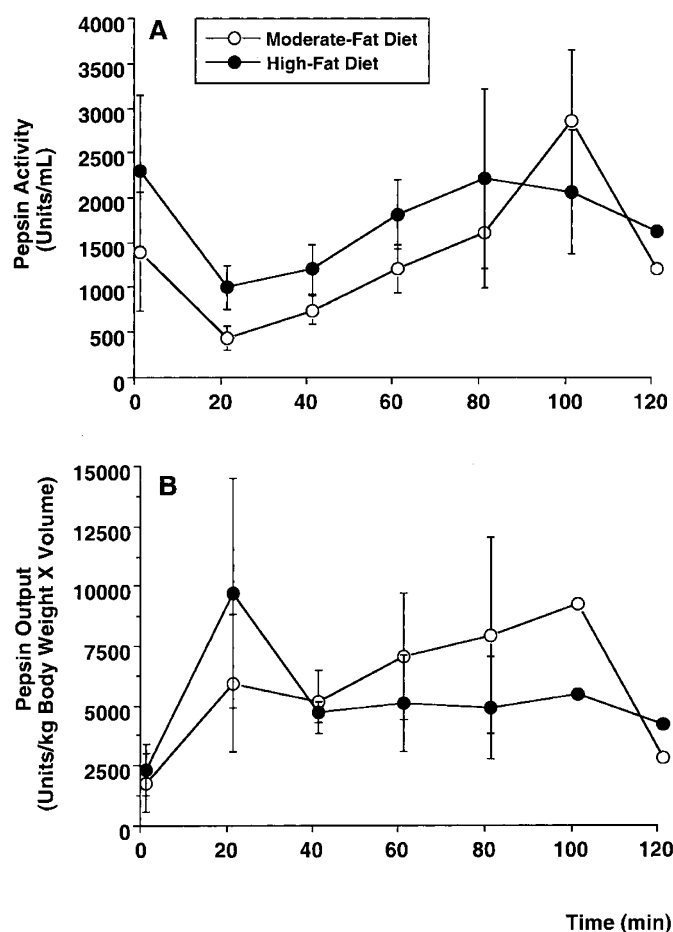 A
Moderate-Fat Diet
High-Fat Diet
Pepsin Activity
(Units/mL)
4000
3500
3000
2500
2000
1500
1000
500
0
0 20 40 60 80 100 120
B
Pepsin Output
(Units/kg Body Weight X Volume)
15000
12500
10000
7500
5000
2500
0
0 20 40 60 80 100 120
Time (min)